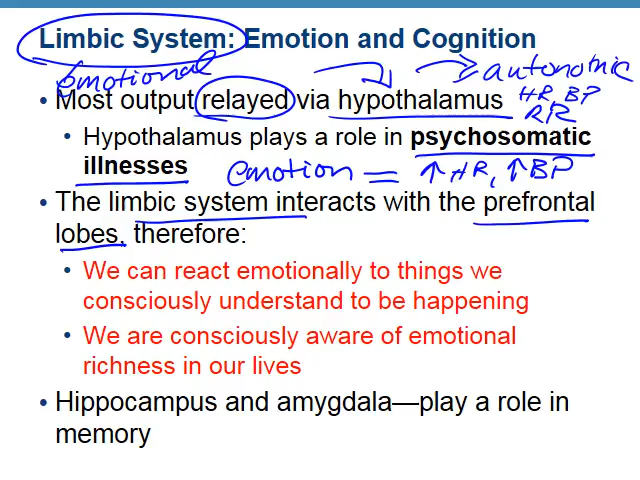 Limbic System: Emotion and Cognition
emotional
autonomic
• Most output relayed via hypothalamus
HR, BP
RR
• Hypothalamus plays a role in psychosomatic
illnesses
emotion = ↑HR, ↑BP
• The limbic system interacts with the prefrontal
lobes, therefore:
• We can react emotionally to things we
consciously understand to be happening
• We are consciously aware of emotional
richness in our lives
• Hippocampus and amygdala—play a role in
memory